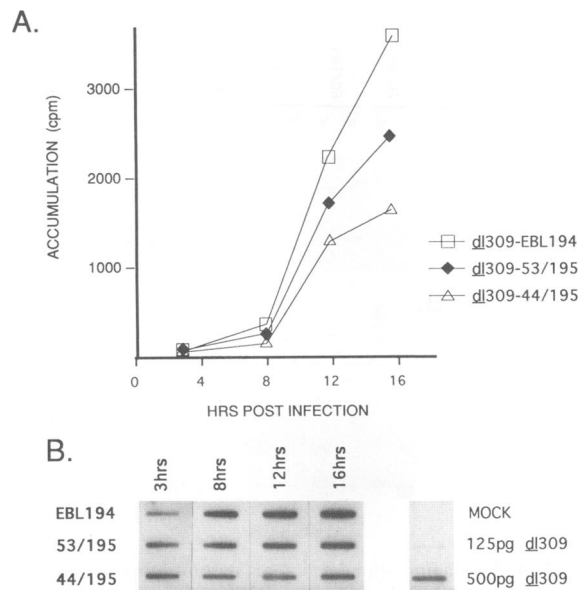 A.
ACCUMULATION (cpm)
3000
2000
1000
0
4
8
12
16
HRS POST INFECTION
dl309-EBL194
dl309-53/195
dl309-44/195
B.
3hrs
8hrs
12hrs
16hrs
EBL194
MOCK
53/195
125pg dl309
44/195
500pg dl309